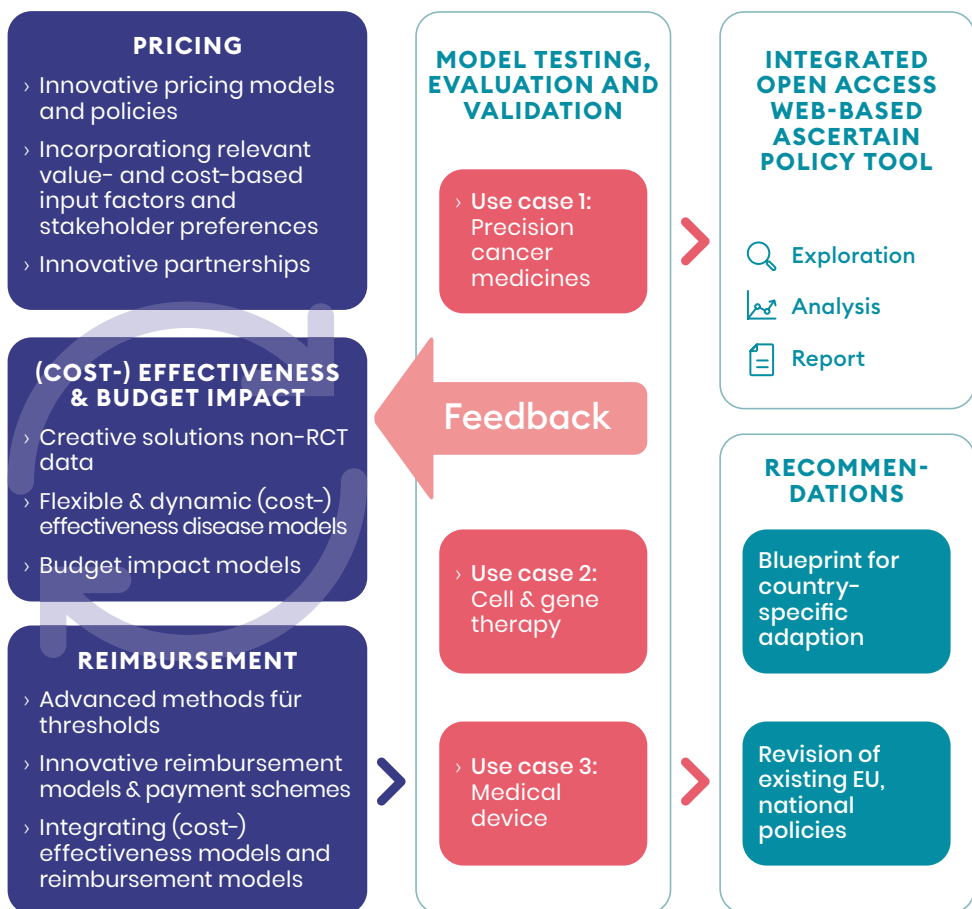 PRICING
› Innovative pricing models
and policies
› Incorporationg relevant
value- and cost-based
input factors and
stakeholder preferences
› Innovative partnerships
(COST-) EFFECTIVENESS
& BUDGET IMPACT
› Creative solutions non-RCT
data
› Flexible & dynamic (cost-)
effectiveness disease models
› Budget impact models
REIMBURSEMENT
› Advanced methods für
thresholds
› Innovative reimbursement
models & payment schemes
› Integrating (cost-)
effectiveness models and
reimbursement models
MODEL TESTING,
EVALUATION AND
VALIDATION
› Use case 1:
Precision
cancer
medicines
Feedback
› Use case 2:
Cell & gene
therapy
› Use case 3:
Medical
device
INTEGRATED
OPEN ACCESS
WEB-BASED
ASCERTAIN
POLICY TOOL
Exploration
Analysis
Report
RECOMMEN-
DATIONS
Blueprint for
country-
specific
adaption
Revision of
existing EU,
national
policies